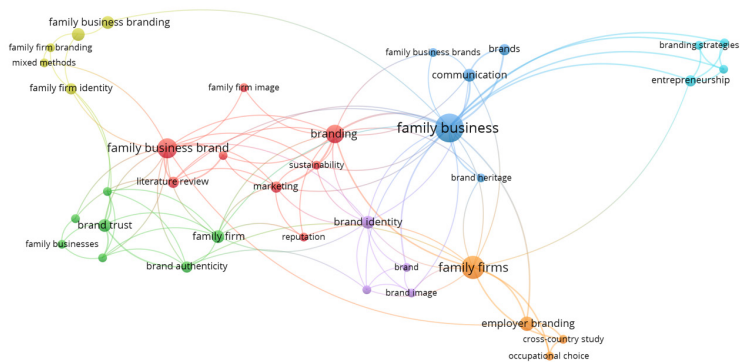 family business branding
family firm branding
mixed methods
family firm identity
family business brands
brands
communication
branding strategies
entrepreneurship
family firm image
family business
branding
family business brand
sustainability
literature review
marketing
brand heritage
brand trust
brand identity
family firm
reputation
family businesses
brand authenticity
brand
family firms
brand image
employer branding
cross-country study
occupational choice